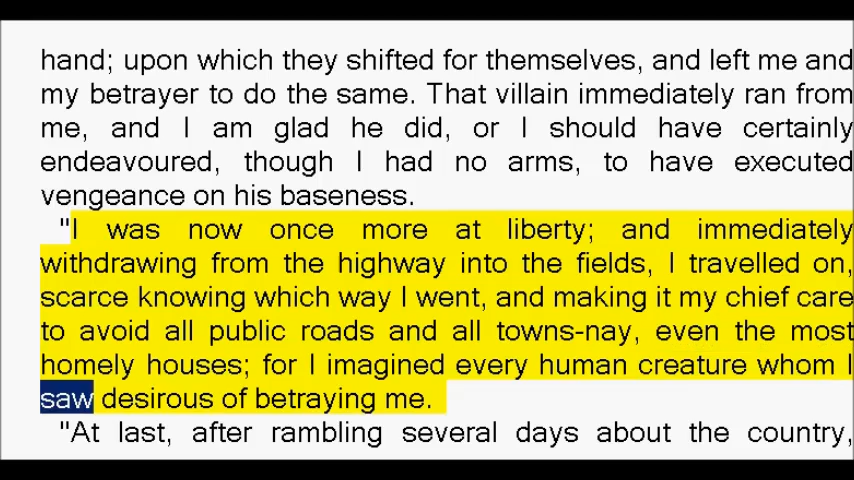 hand; upon which they shifted for themselves, and left me and
my betrayer to do the same. That villain immediately ran from
me, and I am glad he did, or I should have certainly
endeavoured, though I had no arms, to have executed
vengeance on his baseness.
"I was now once more at liberty; and immediately
withdrawing from the highway into the fields, I travelled on,
scarce knowing which way I went, and making it my chief care
to avoid all public roads and all towns-nay, even the most
homely houses; for I imagined every human creature whom I
saw desirous of betraying me.
"At last, after rambling several days about the country,